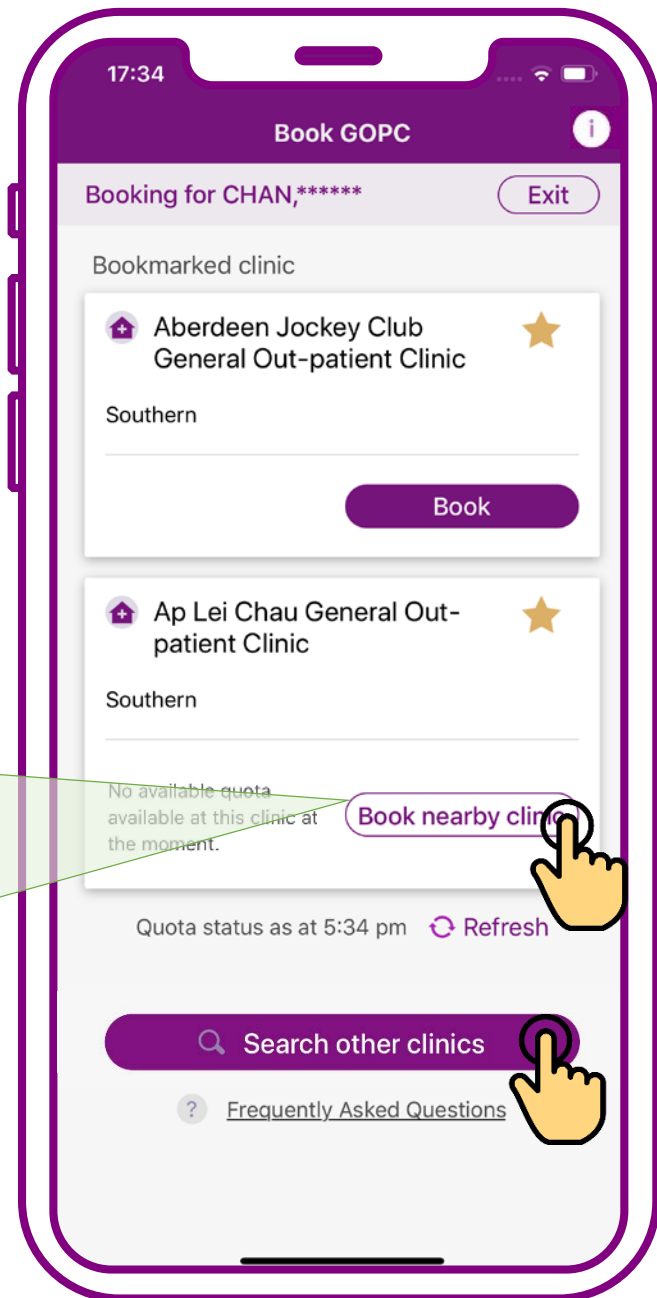 17:34
Book GOPC
i
Booking for CHAN,******
Exit
Bookmarked clinic
Aberdeen Jockey Club
General Out-patient Clinic
Southern
Book
Ap Lei Chau General Out-
patient Clinic
Southern
No available quota
available at this clinic at
the moment.
Book nearby clinic
Quota status as at 5:34 pm
Refresh
Search other clinics
?
Frequently Asked Questions